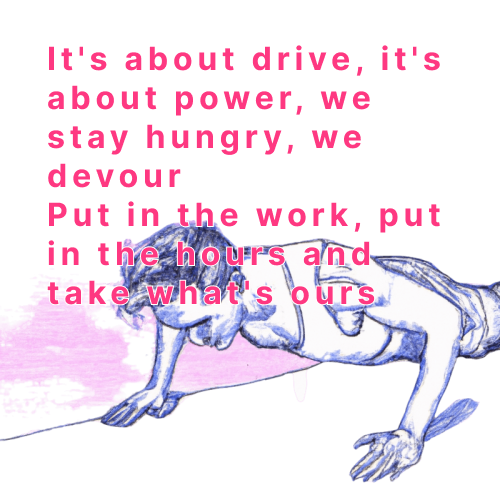 It's about drive, it's
about power, we
stay hungry, we
devour
Put in the work, put
in the hours and
take what's ours